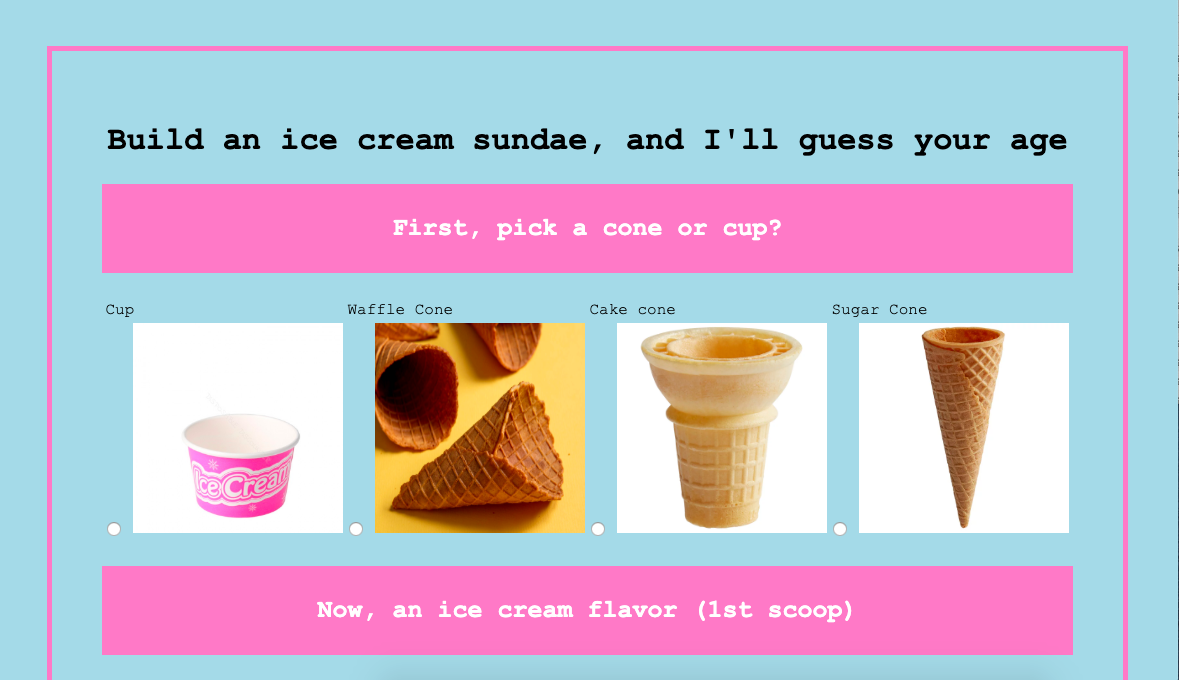 Build an ice cream sundae, and I'll guess your age
First, pick a cone or cup?
Cup
Waffle Cone
Cake cone
Sugar Cone
Ice Cream
Now, an ice cream flavor (1st scoop)